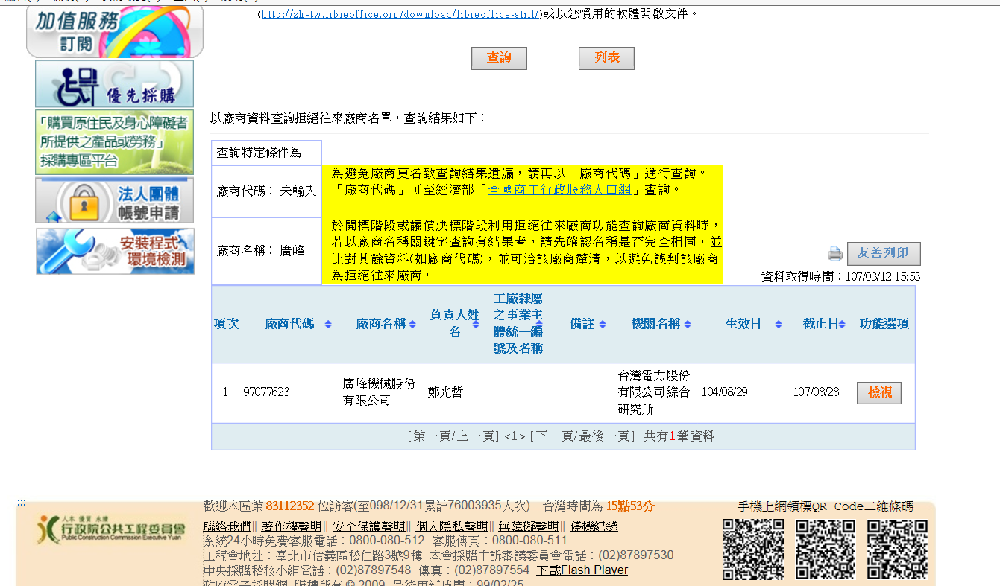 (http://zh-tw.libreoffice.org/download/libreoffice-still/)或以您慣用的軟體開啟文件。
加值服務
訂閱
優先採購
「購買原住民及身心障礙者
所提供之產品或勞務」
採購專區平台
法人團體
帳號申請
安裝程式
環境檢測
查詢 列表
以廠商資料查詢拒絕往來廠商名單，查詢結果如下：
查詢特定條件為
廠商代碼： 未輸入
廠商名稱： 廣峰
為避免廠商更名致查詢結果遺漏，請再以「廠商代碼」進行查詢。
「廠商代碼」可至經濟部「全國商工行政服務入口網」查詢。
於開標階段或議價決標階段利用拒絕往來廠商功能查詢廠商資料時，
若以廠商名稱關鍵字查詢有結果者，請先確認名稱是否完全相同，並
比對其餘資料(如廠商代碼)，並可洽該廠商釐清，以避免誤判該廠商
為拒絕往來廠商。
友善列印
資料取得時間：107/03/12 15:53
項次 廠商代碼 廠商名稱 負責人姓名 工廠隸屬之事業主體統一編號及名稱 備註 機關名稱 生效日 截止日 功能選項
1 97077623 廣峰機械股份有限公司 鄭光哲 台灣電力股份有限公司綜合研究所 104/08/29 107/08/28 檢視
[第一頁/上一頁] <1> [下一頁/最後一頁] 共有1筆資料
:::
人本 優質 永續
行政院公共工程委員會
Public Construction Commission Executive Yuan
歡迎本區第 83112352 位訪客(至098/12/31累計76003935人次) 台灣時間為 15點53分
聯絡我們|| 著作權聲明|| 安全保護聲明|| 個人隱私聲明|| 無障礙聲明|| 停機紀錄
系統24小時免費客服電話：0800-080-512 客服傳真：0800-080-511
工程會地址：臺北市信義區松仁路3號9樓 本會採購申訴審議委員會電話：(02)87897530
中央採購稽核小組電話：(02)87897548 傳真：(02)87897554 下載Flash Player
政府電子採購網 版權所有 © 2009 最後更新時間：99/02/25
手機上網領標QR Code二維條碼